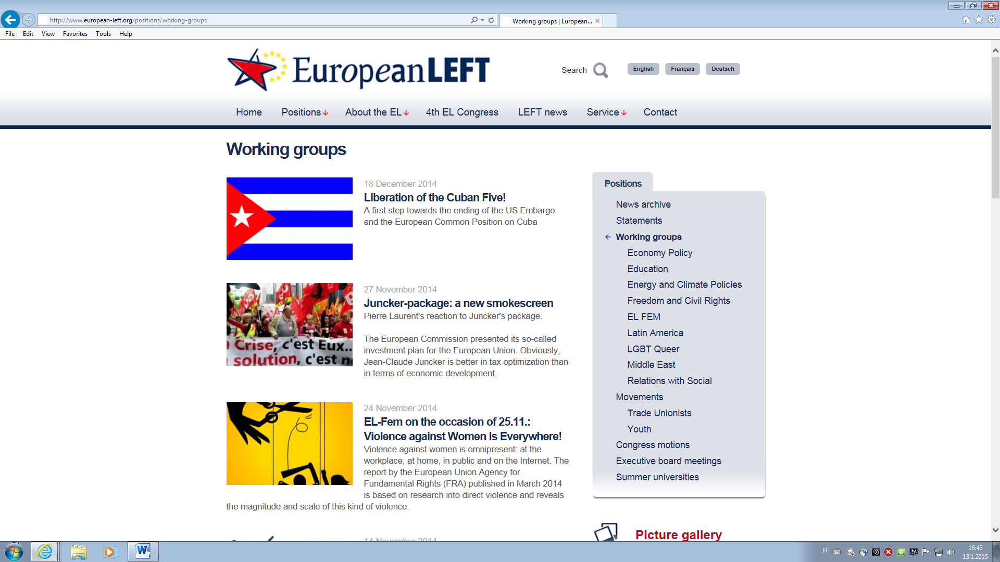 http://www.european-left.org/positions/working-groups
Working groups | European...
File Edit View Favorites Tools Help
EuropeanLEFT
Search
English Français Deutsch
Home Positions About the EL 4th EL Congress LEFT news Service Contact
Working groups
18 December 2014
Liberation of the Cuban Five!
A first step towards the ending of the US Embargo
and the European Common Position on Cuba
27 November 2014
Juncker-package: a new smokescreen
Pierre Laurent's reaction to Juncker's package.
The European Commission presented its so-called
investment plan for the European Union. Obviously,
Jean-Claude Juncker is better in tax optimization than
in terms of economic development.
Crise, c'est Eux..
solution, c'est
24 November 2014
EL-Fem on the occasion of 25.11.:
Violence against Women Is Everywhere!
Violence against women is omnipresent: at the
workplace, at home, in public and on the Internet. The
report by the European Union Agency for
Fundamental Rights (FRA) published in March 2014
is based on research into direct violence and reveals
the magnitude and scale of this kind of violence.
14 November 2014
Positions
News archive
Statements
Working groups
Economy Policy
Education
Energy and Climate Policies
Freedom and Civil Rights
EL FEM
Latin America
LGBT Queer
Middle East
Relations with Social
Movements
Trade Unionists
Youth
Congress motions
Executive board meetings
Summer universities
Picture gallery
FI
16:43
13.1.2015